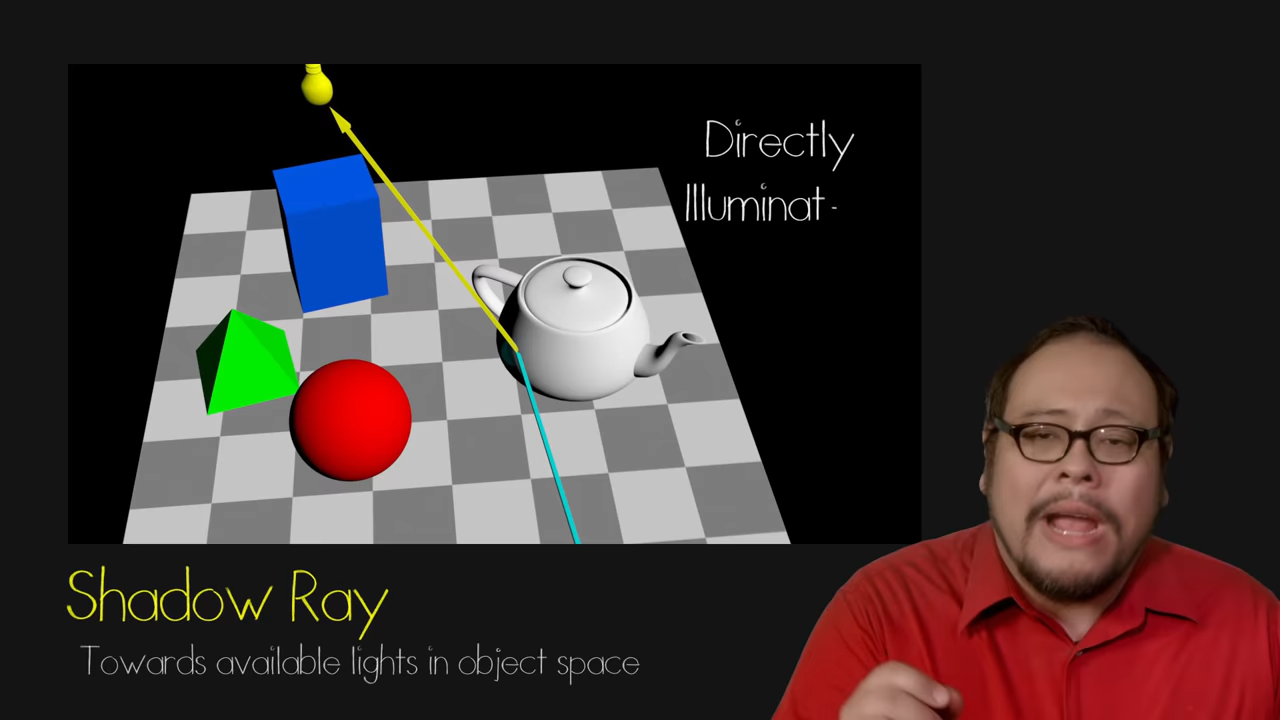 Directly
Illuminat-
Shadow Ray
Towards available lights in object space